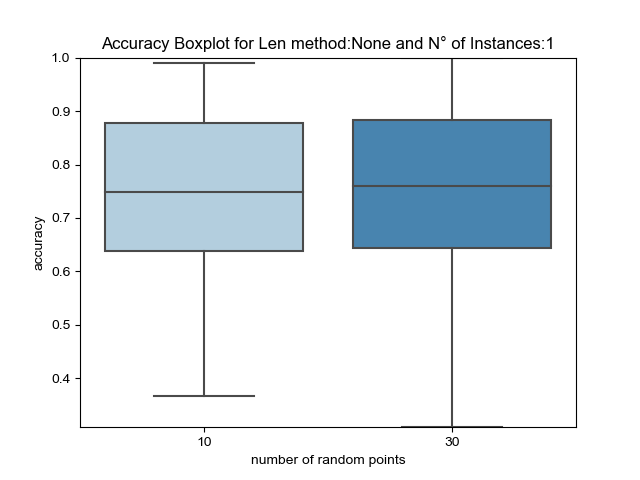 Accuracy Boxplot for Len method:None and N° of Instances:1
1.0
0.9
0.8
0.7
0.6
0.5
0.4
accuracy
10 30
number of random points